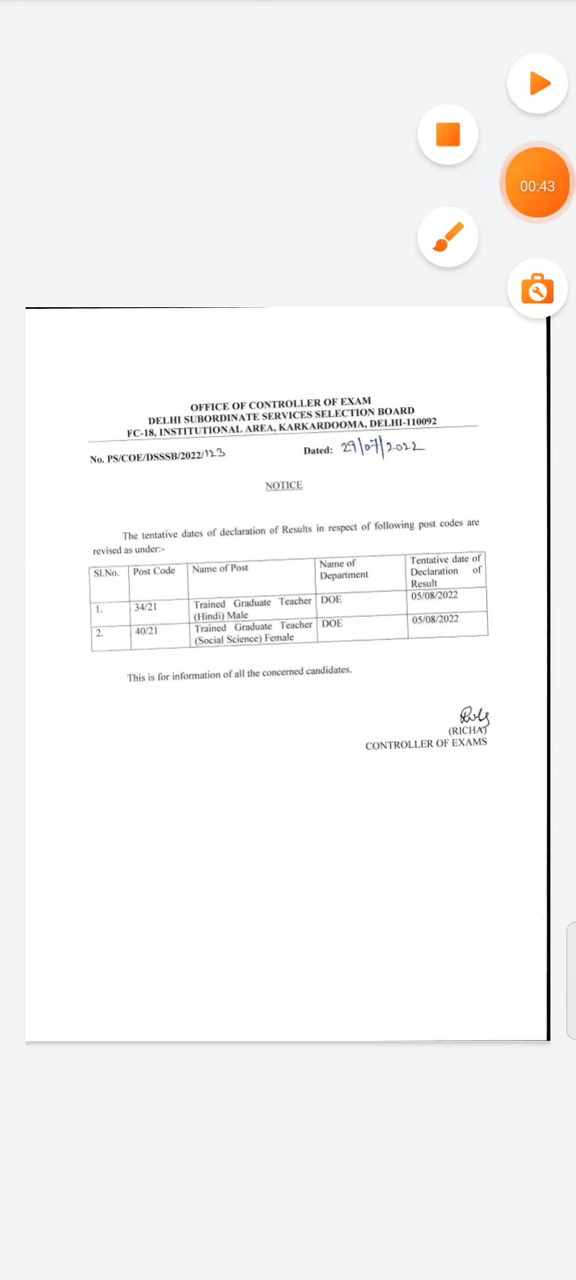 00:43
OFFICE OF CONTROLLER OF EXAM
DELHI SUBORDINATE SERVICES SELECTION BOARD
FC-18, INSTITUTIONAL AREA, KARKARDOOMA, DELHI-110092
No. PS/COE/DSSSB/2022/123 Dated: 29/07/2022
NOTICE
The tentative dates of declaration of Results in respect of following post codes are
revised as under:-
Sl.No. Post Code Name of Post Name of Department Tentative date of Declaration of Result
1. 34/21 Trained Graduate Teacher (Hindi) Male DOE 05/08/2022
2. 40/21 Trained Graduate Teacher (Social Science) Female DOE 05/08/2022
This is for information of all the concerned candidates.
(RICHA)
CONTROLLER OF EXAMS